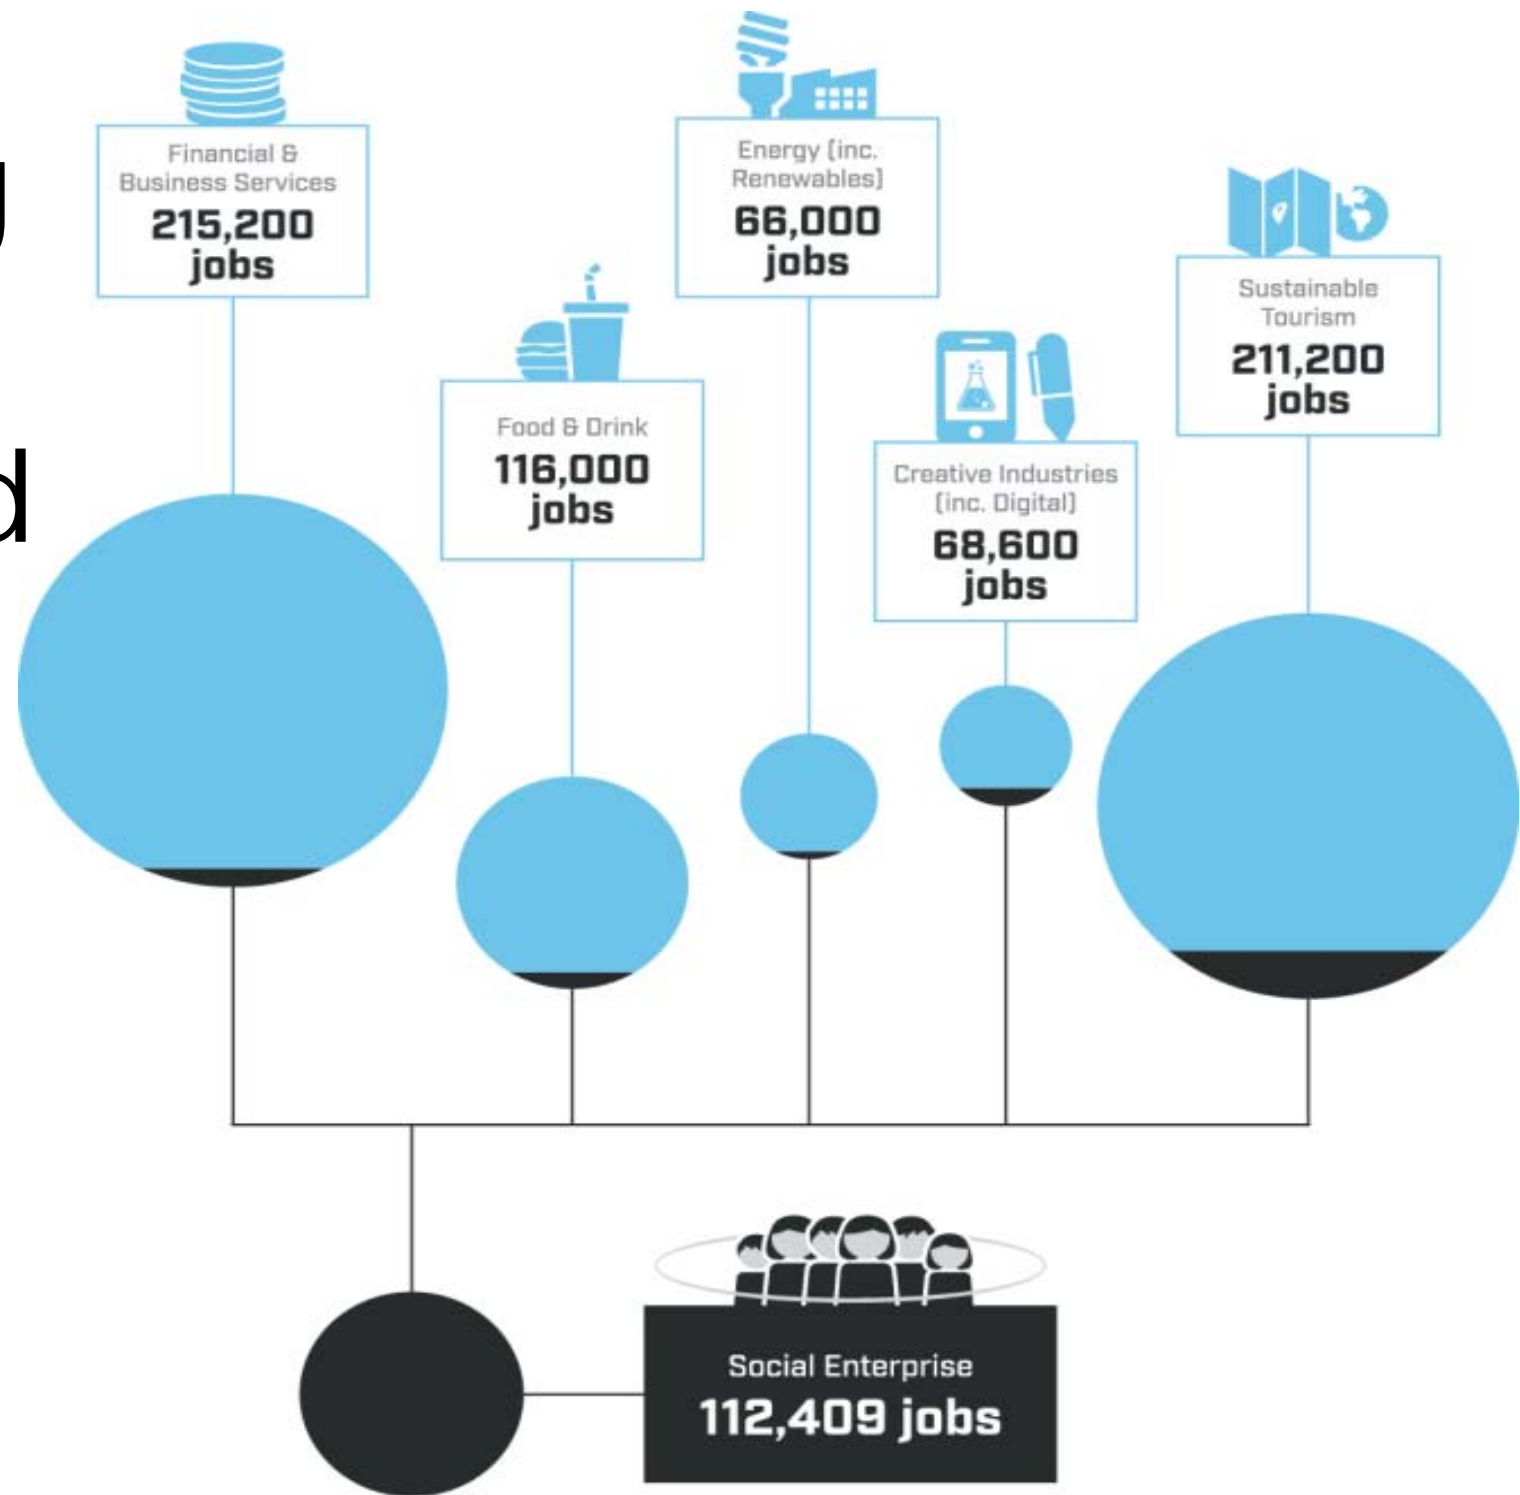 g
d
Financial &
Business Services
215,200
jobs
Food & Drink
116,000
jobs
Energy (inc.
Renewables)
66,000
jobs
Creative Industries
(inc. Digital)
68,600
jobs
Sustainable
Tourism
211,200
jobs
Social Enterprise
112,409 jobs